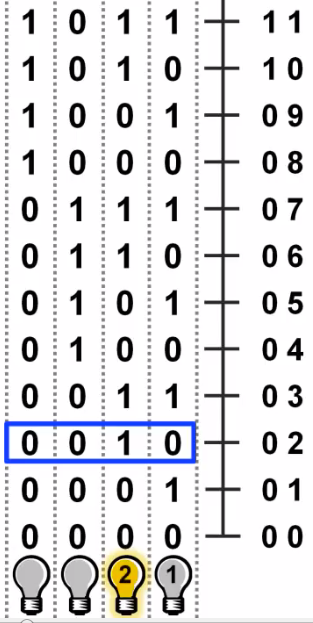 1 0 1 1 11
1 0 1 0 10
1 0 0 1 09
1 0 0 0 08
0 1 1 1 07
0 1 1 0 06
0 1 0 1 05
0 1 0 0 04
0 0 1 1 03
0 0 1 0 02
0 0 0 1 01
0 0 0 0 00
2 1